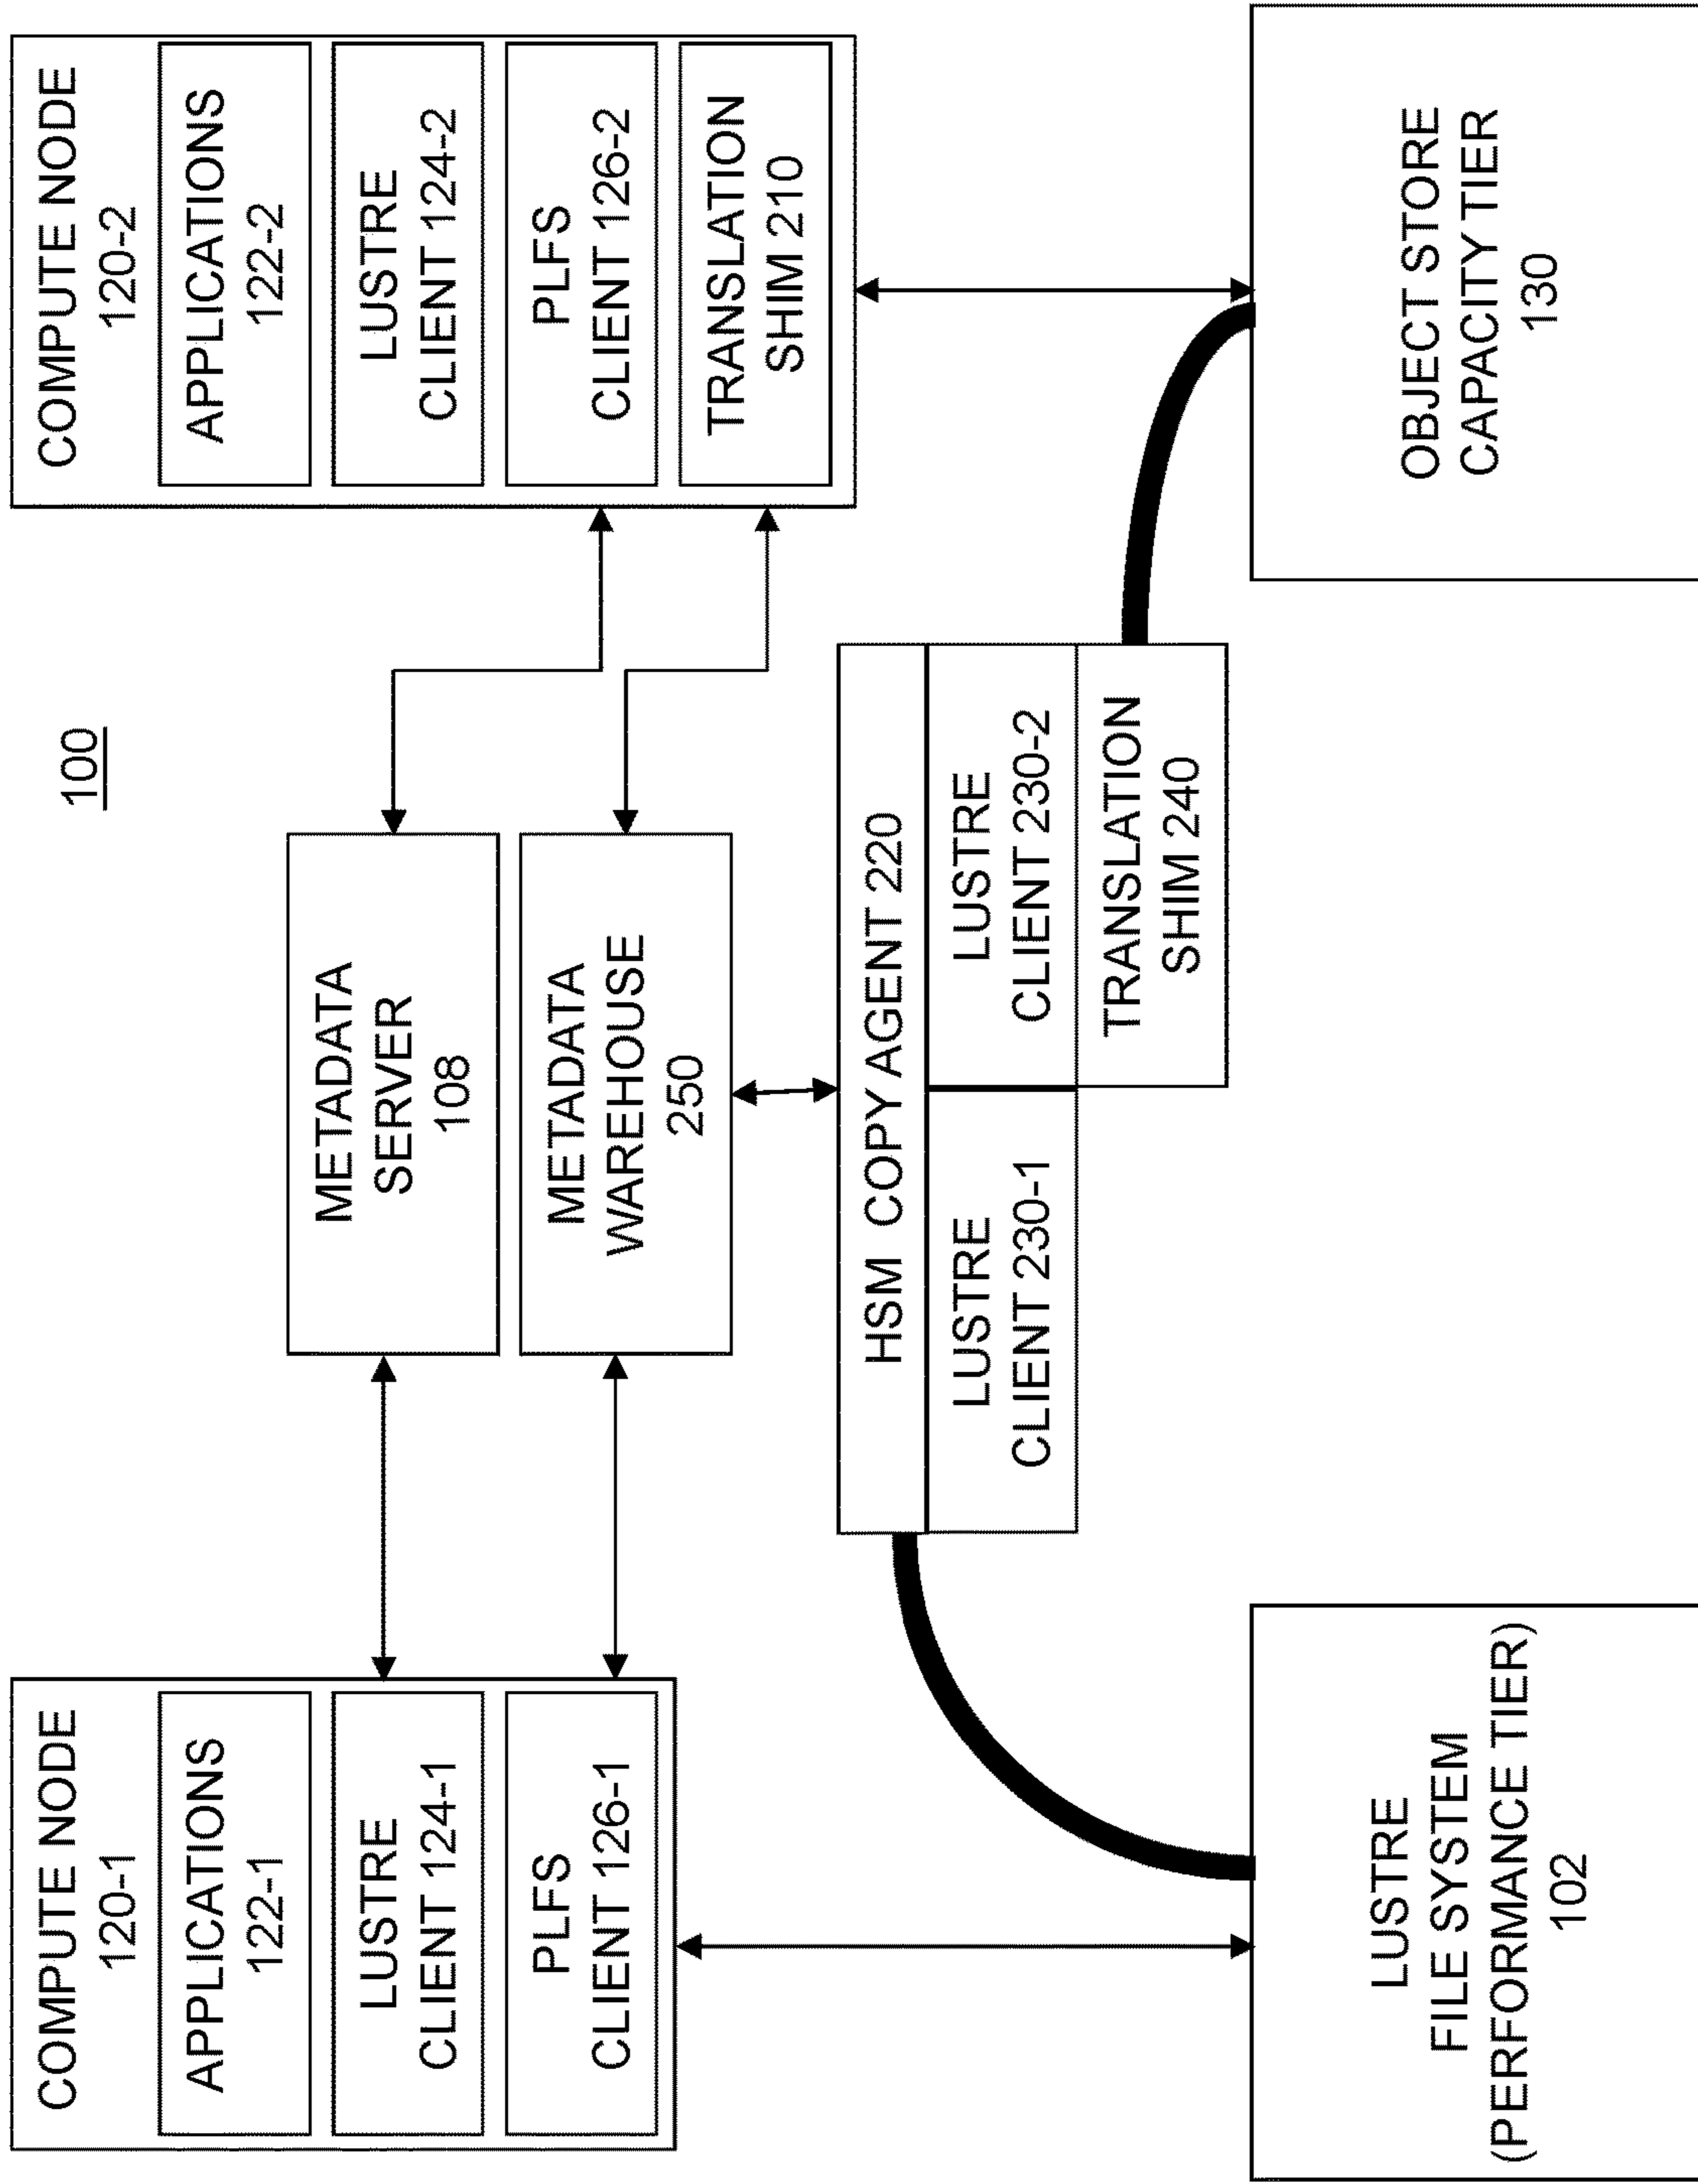 100
COMPUTE NODE
120-1
APPLICATIONS
122-1
LUSTRE
CLIENT 124-1
PLFS
CLIENT 126-1
METADATA
SERVER
108
METADATA
WAREHOUSE
250
COMPUTE NODE
120-2
APPLICATIONS
122-2
LUSTRE
CLIENT 124-2
PLFS
CLIENT 126-2
TRANSLATION
SHIM 210
HSM COPY AGENT 220
LUSTRE
CLIENT 230-1
LUSTRE
CLIENT 230-2
TRANSLATION
SHIM 240
LUSTRE
FILE SYSTEM
(PERFORMANCE TIER)
102
OBJECT STORE
CAPACITY TIER
130